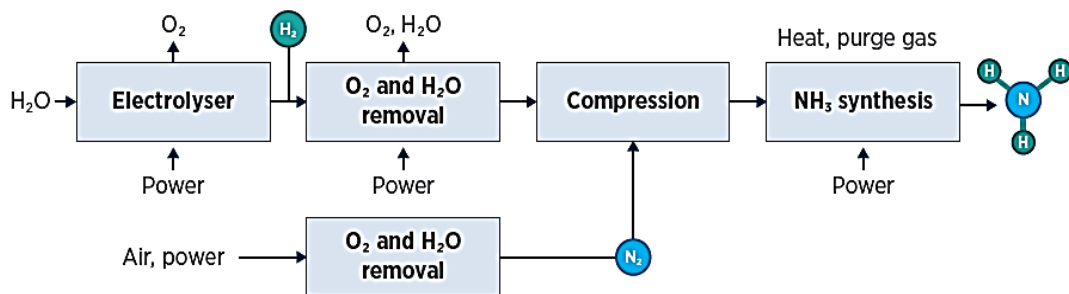 O₂
H₂
O₂, H₂O
Heat, purge gas
H₂O
Electrolyser
O₂ and H₂O
removal
Compression
NH₃ synthesis
H
H
N
H
Power
Power
Power
Air, power
O₂ and H₂O
removal
N₂